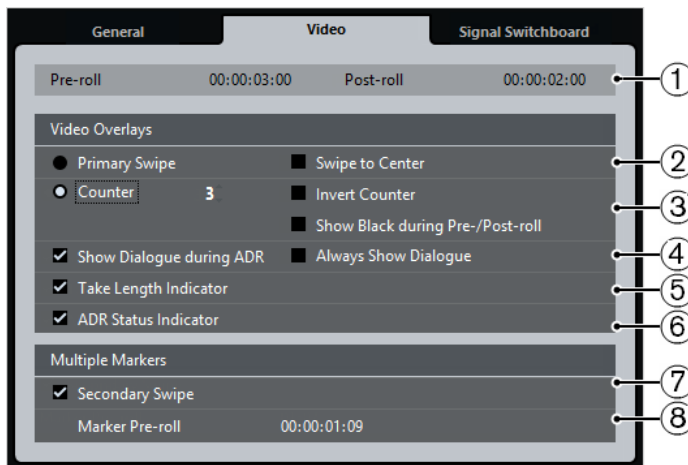 General Video Signal Switchboard
Pre-roll 00:00:03:00 Post-roll 00:00:02:00 1
Video Overlays
Primary Swipe Swipe to Center 2
Counter 3 Invert Counter
3
Show Black during Pre-/Post-roll
Show Dialogue during ADR Always Show Dialogue 4
Take Length Indicator 5
ADR Status Indicator 6
Multiple Markers
7
Secondary Swipe
Marker Pre-roll 00:00:01:09 8